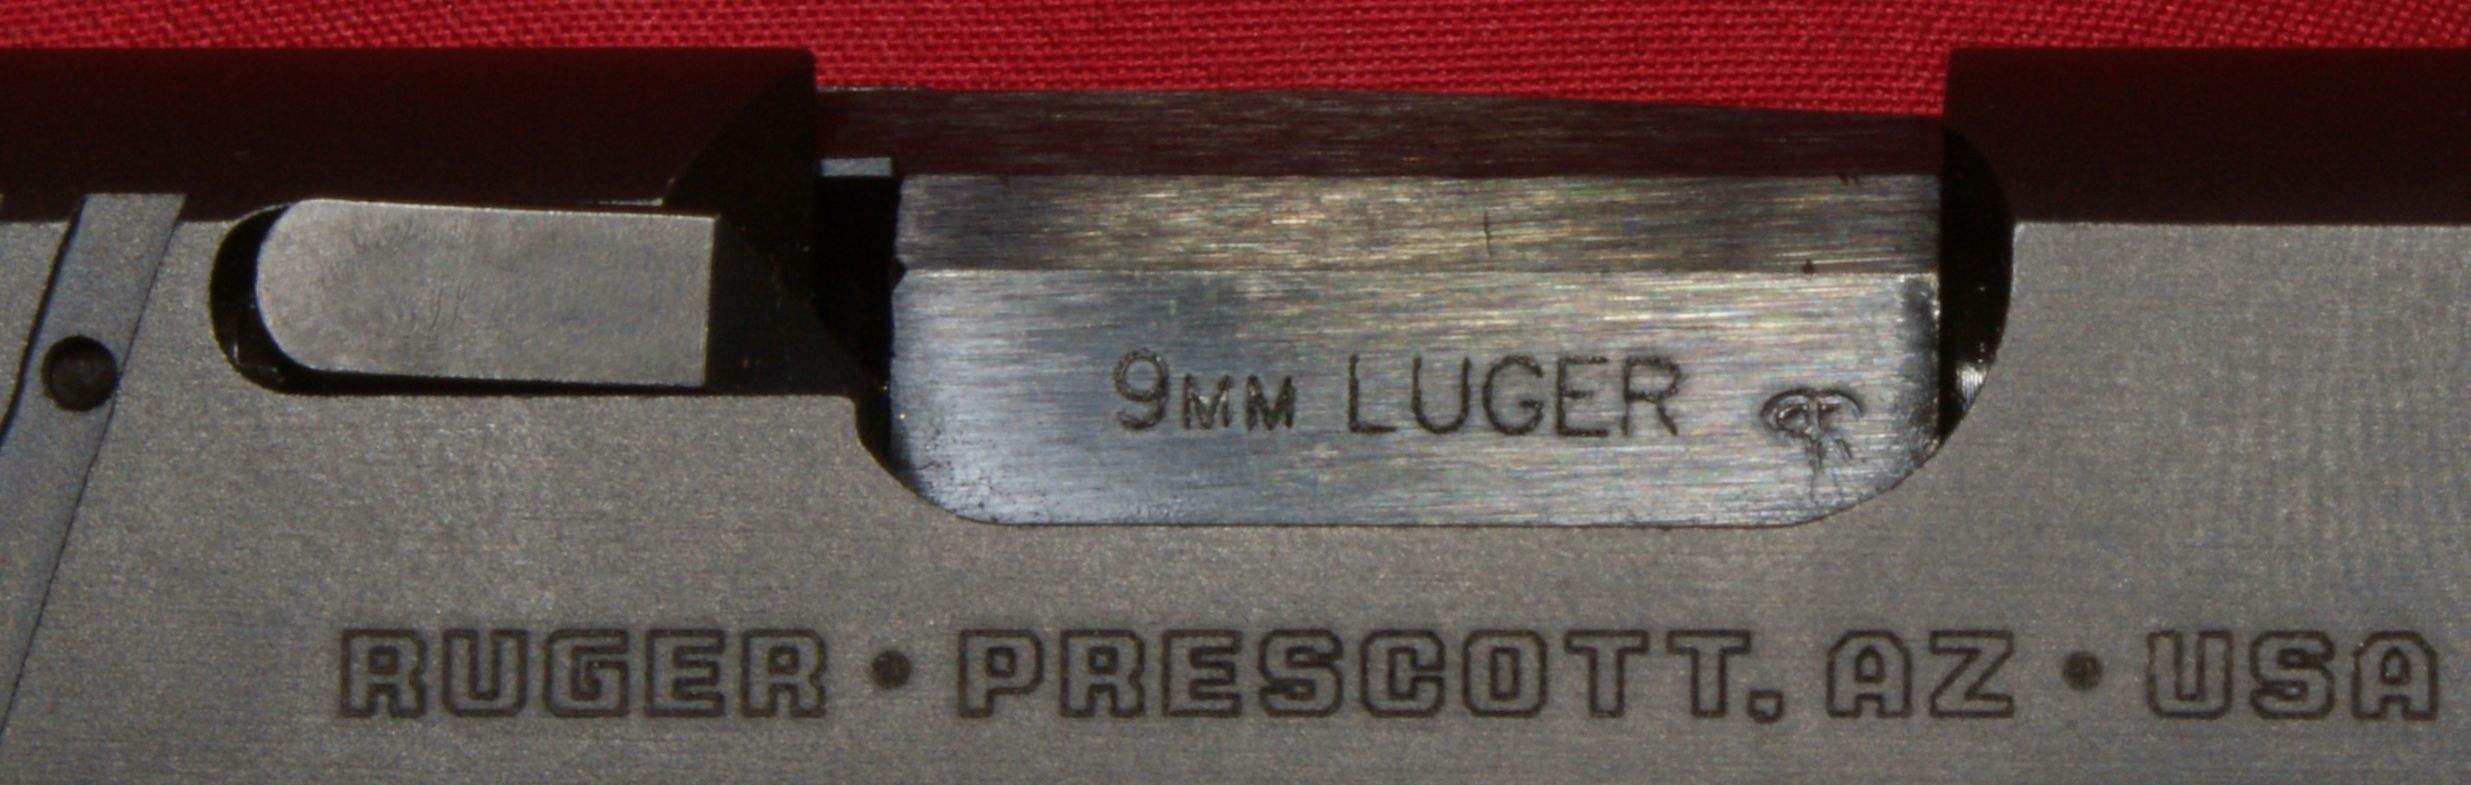 9MM LUGER
RUGER • PRESCOTT, AZ • USA